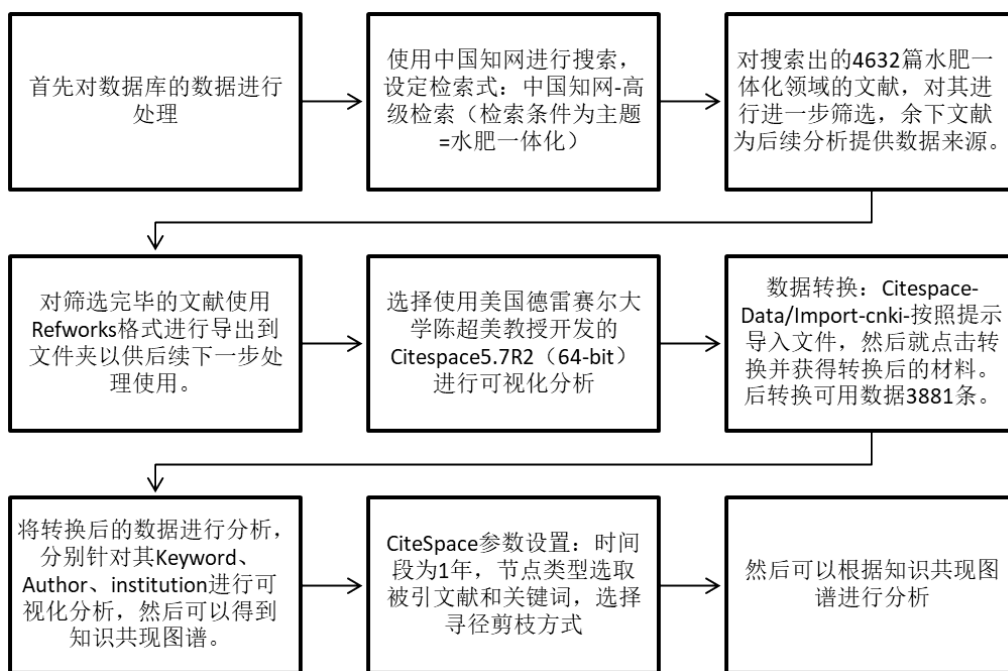 首先对数据库的数据进行
处理
使用中国知网进行搜索，
设定检索式：中国知网-高
级检索（检索条件为主题
=水肥一体化）
对搜索出的4632篇水肥一
体化领域的文献，对其进
行进一步筛选，余下文献
为后续分析提供数据来源。
对筛选完毕的文献使用
Refworks格式进行导出到
文件夹以供后续下一步处
理使用。
选择使用美国德雷赛尔大
学陈超美教授开发的
Citespace5.7R2（64-bit）
进行可视化分析
数据转换：Citespace-
Data/Import-cnki-按照提示
导入文件，然后就点击转
换并获得转换后的材料。
后转换可用数据3881条。
将转换后的数据进行分析，
分别针对其Keyword、
Author、institution进行可
视化分析，然后可以得到
知识共现图谱。
CiteSpace参数设置：时间
段为1年，节点类型选取
被引文献和关键词，选择
寻径剪枝方式
然后可以根据知识共现图
谱进行分析